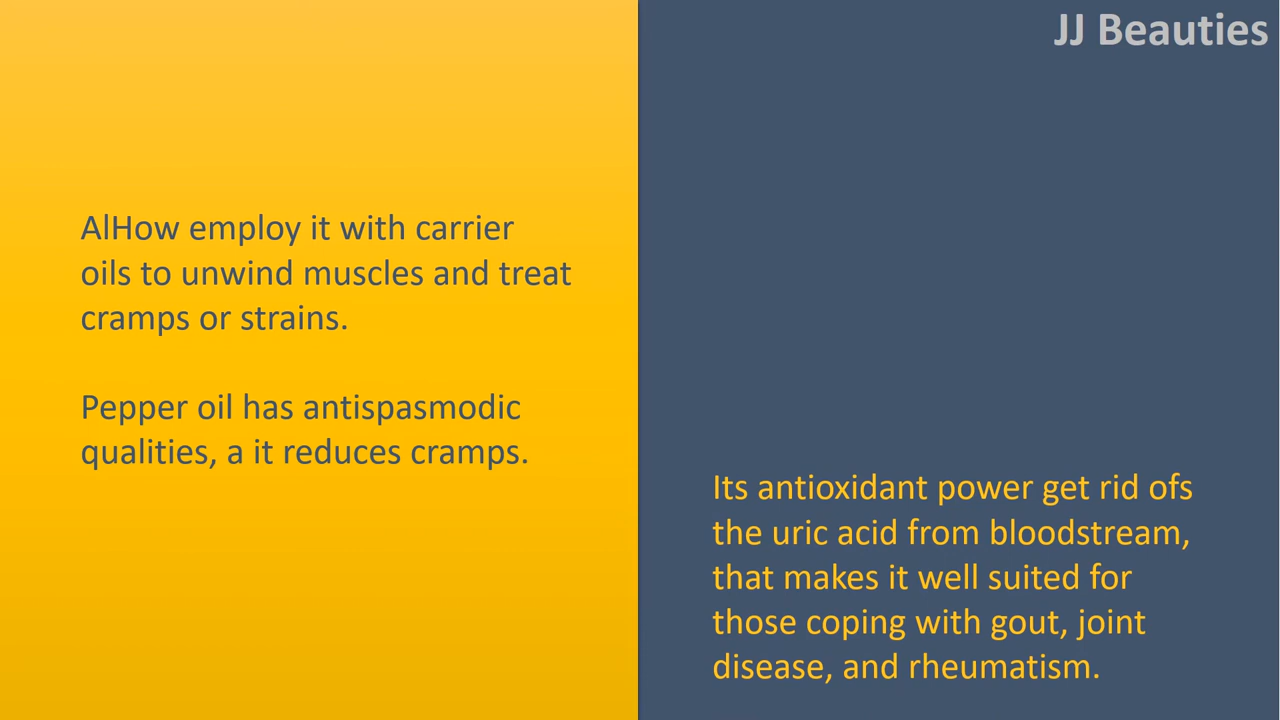 JJ Beauties
AlHow employ it with carrier
oils to unwind muscles and treat
cramps or strains.
Pepper oil has antispasmodic
qualities, a it reduces cramps.
Its antioxidant power get rid ofs
the uric acid from bloodstream,
that makes it well suited for
those coping with gout, joint
disease, and rheumatism.